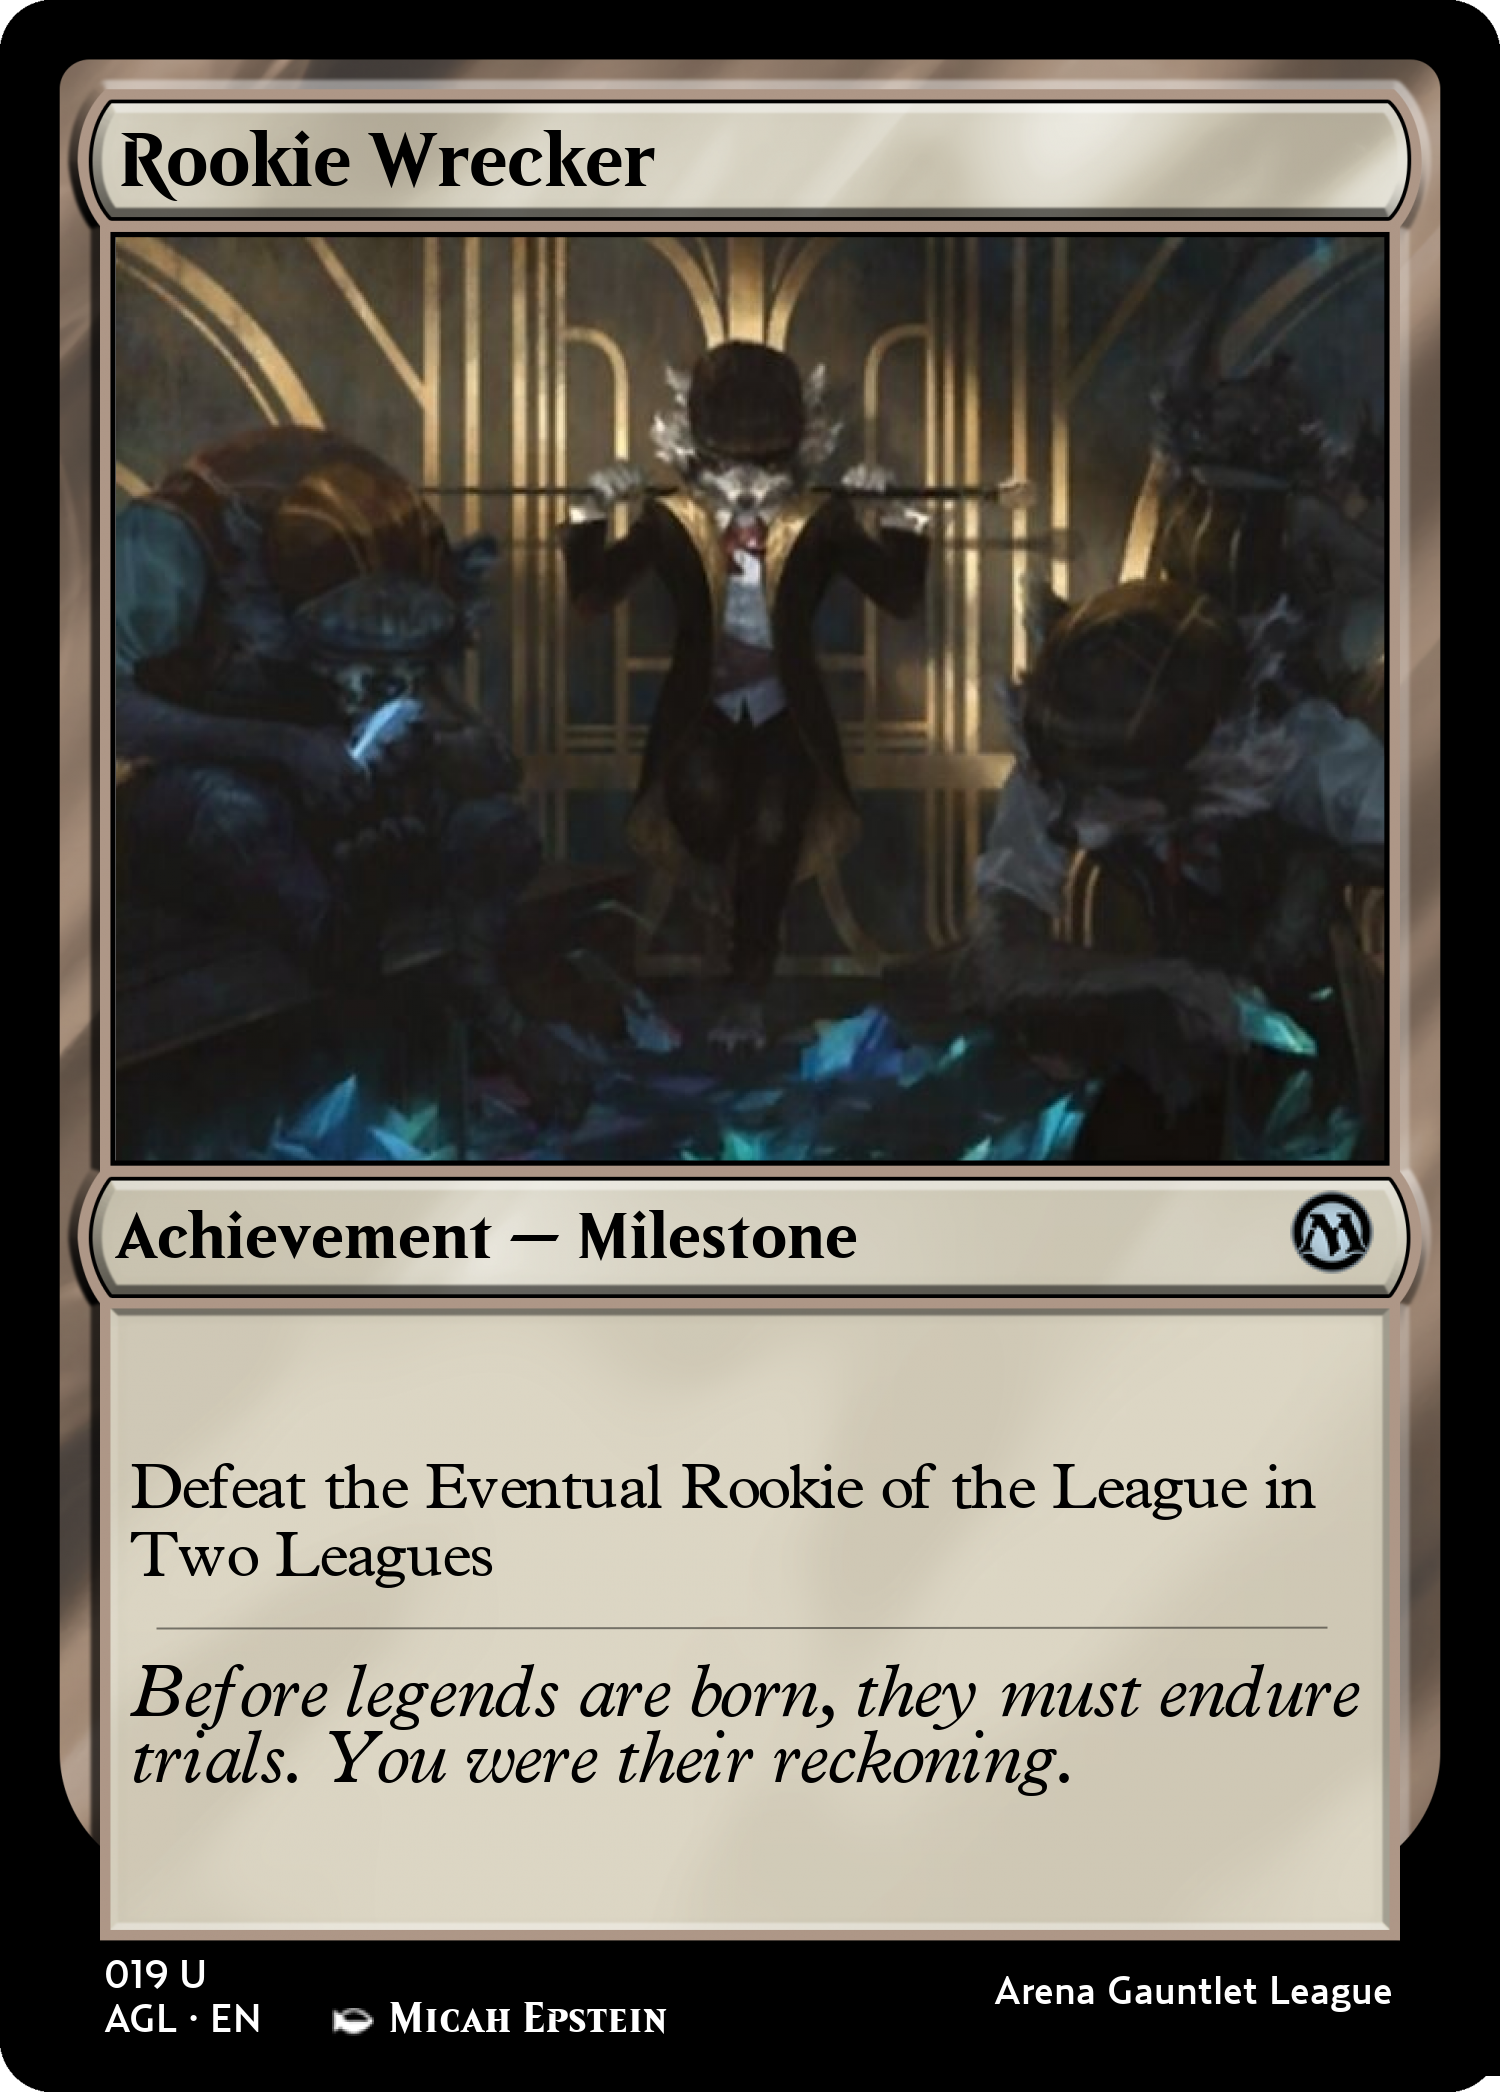 Rookie Wrecker
Achievement — Milestone
M
Defeat the Eventual Rookie of the League in
Two Leagues
Before legends are born, they must endure
trials. You were their reckoning.
019 U
AGL · EN
Micah Epstein
Arena Gauntlet League